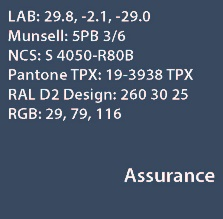 LAB: 29.8, -2.1, -29.0
Munsell: 5PB 3/6
NCS: S 4050-R80B
Pantone TPX: 19-3938 TPX
RAL D2 Design: 260 30 25
RGB: 29, 79, 116
Assurance